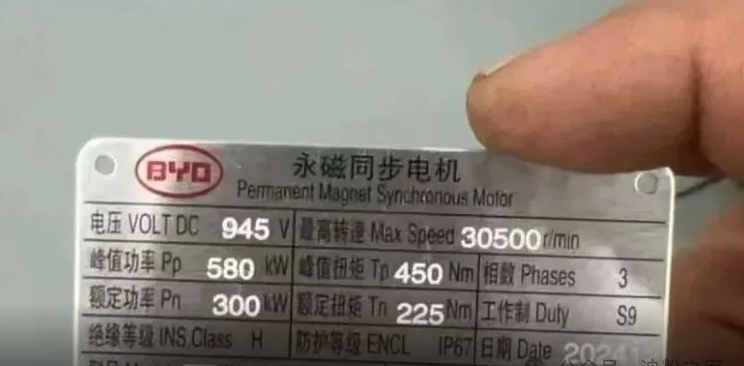 BYD 永磁同步电机
Permanent Magnet Synchronous Motor
电压 VOLT DC 945 V 最高转速 Max Speed 30500 r/min
峰值功率 Pp 580 kW 峰值扭矩 Tp 450 Nm 相数 Phases 3
额定功率 Pn 300 kW 额定扭矩 Tn 225 Nm 工作制 Duty S9
绝缘等级 INS.Class H 防护等级 ENCL IP67 日期 Date 2024